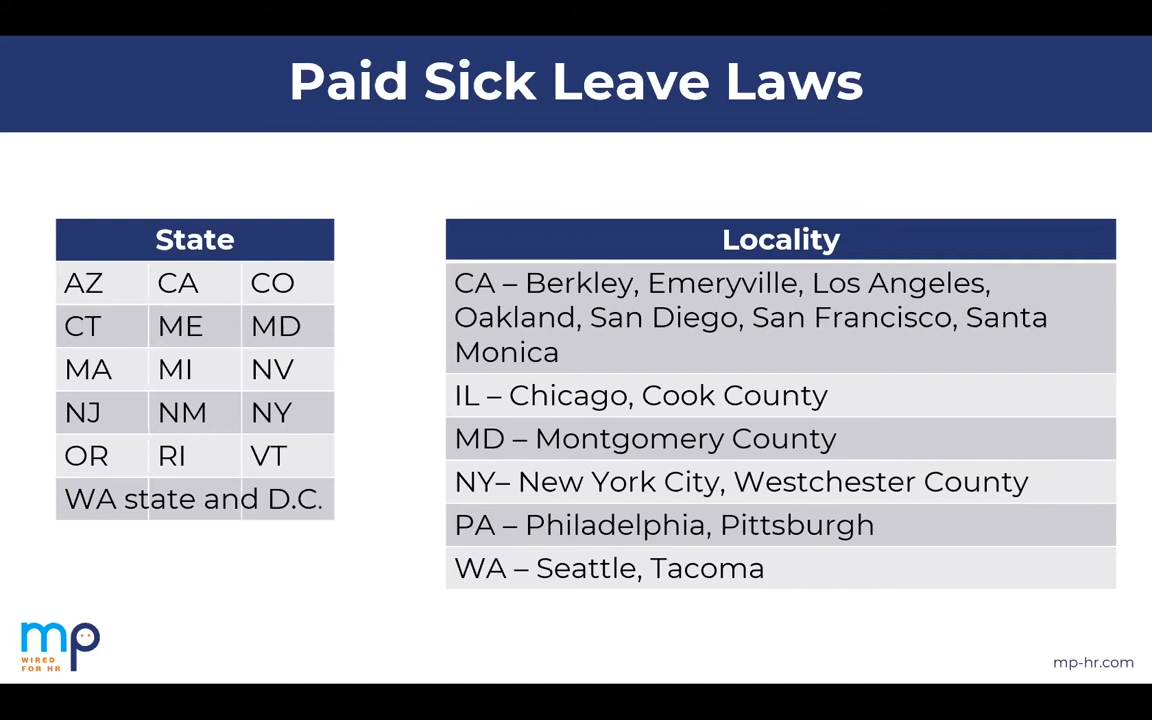 Paid Sick Leave Laws
State
AZ CA CO
CT ME MD
MA MI NV
NJ NM NY
OR RI VT
WA state and D.C.
Locality
CA – Berkley, Emeryville, Los Angeles,
Oakland, San Diego, San Francisco, Santa
Monica
IL – Chicago, Cook County
MD – Montgomery County
NY– New York City, Westchester County
PA – Philadelphia, Pittsburgh
WA – Seattle, Tacoma
mp
WIRED
FOR HR
mp-hr.com